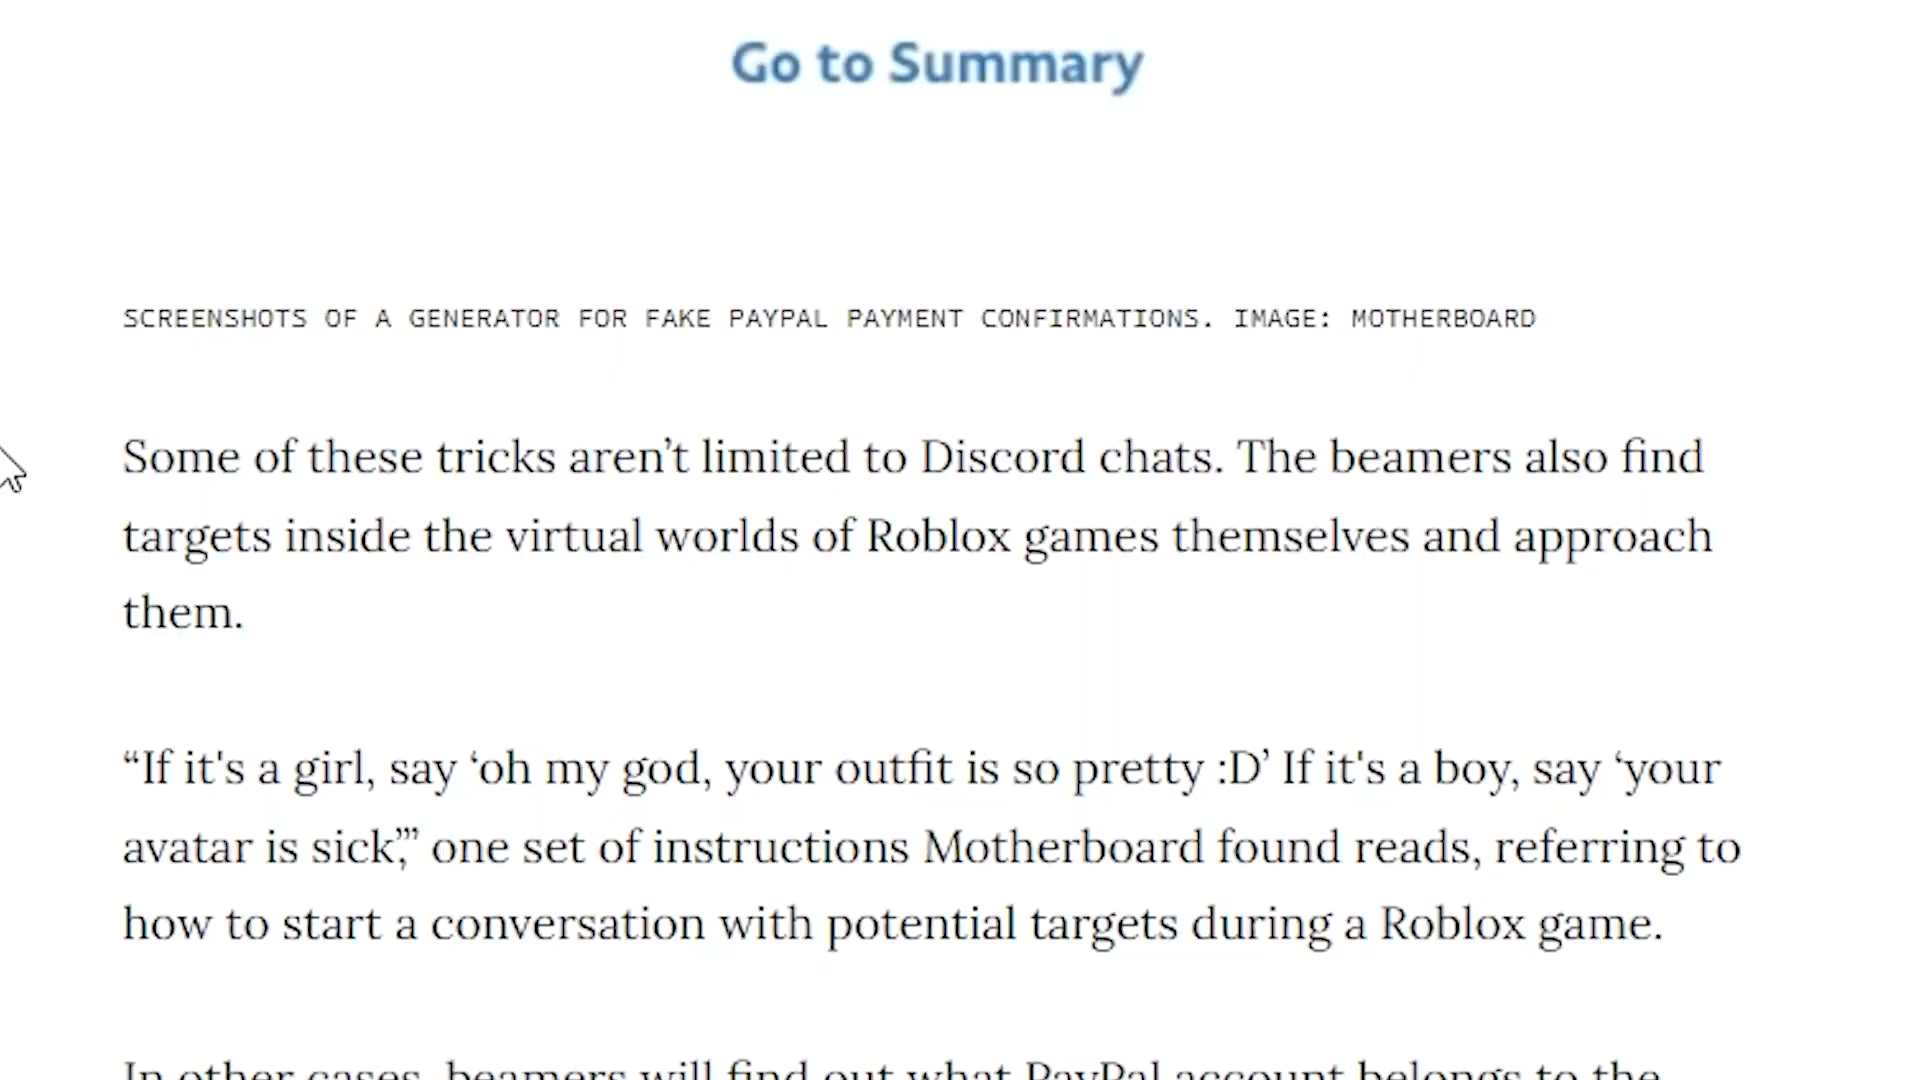 Go to Summary
SCREENSHOTS OF A GENERATOR FOR FAKE PAYPAL PAYMENT CONFIRMATIONS. IMAGE: MOTHERBOARD
Some of these tricks aren’t limited to Discord chats. The beamers also find
targets inside the virtual worlds of Roblox games themselves and approach
them.
“If it's a girl, say ‘oh my god, your outfit is so pretty :D’ If it's a boy, say ‘your
avatar is sick,’” one set of instructions Motherboard found reads, referring to
how to start a conversation with potential targets during a Roblox game.
In other cases, beamers will find out what PayPal account belongs to the